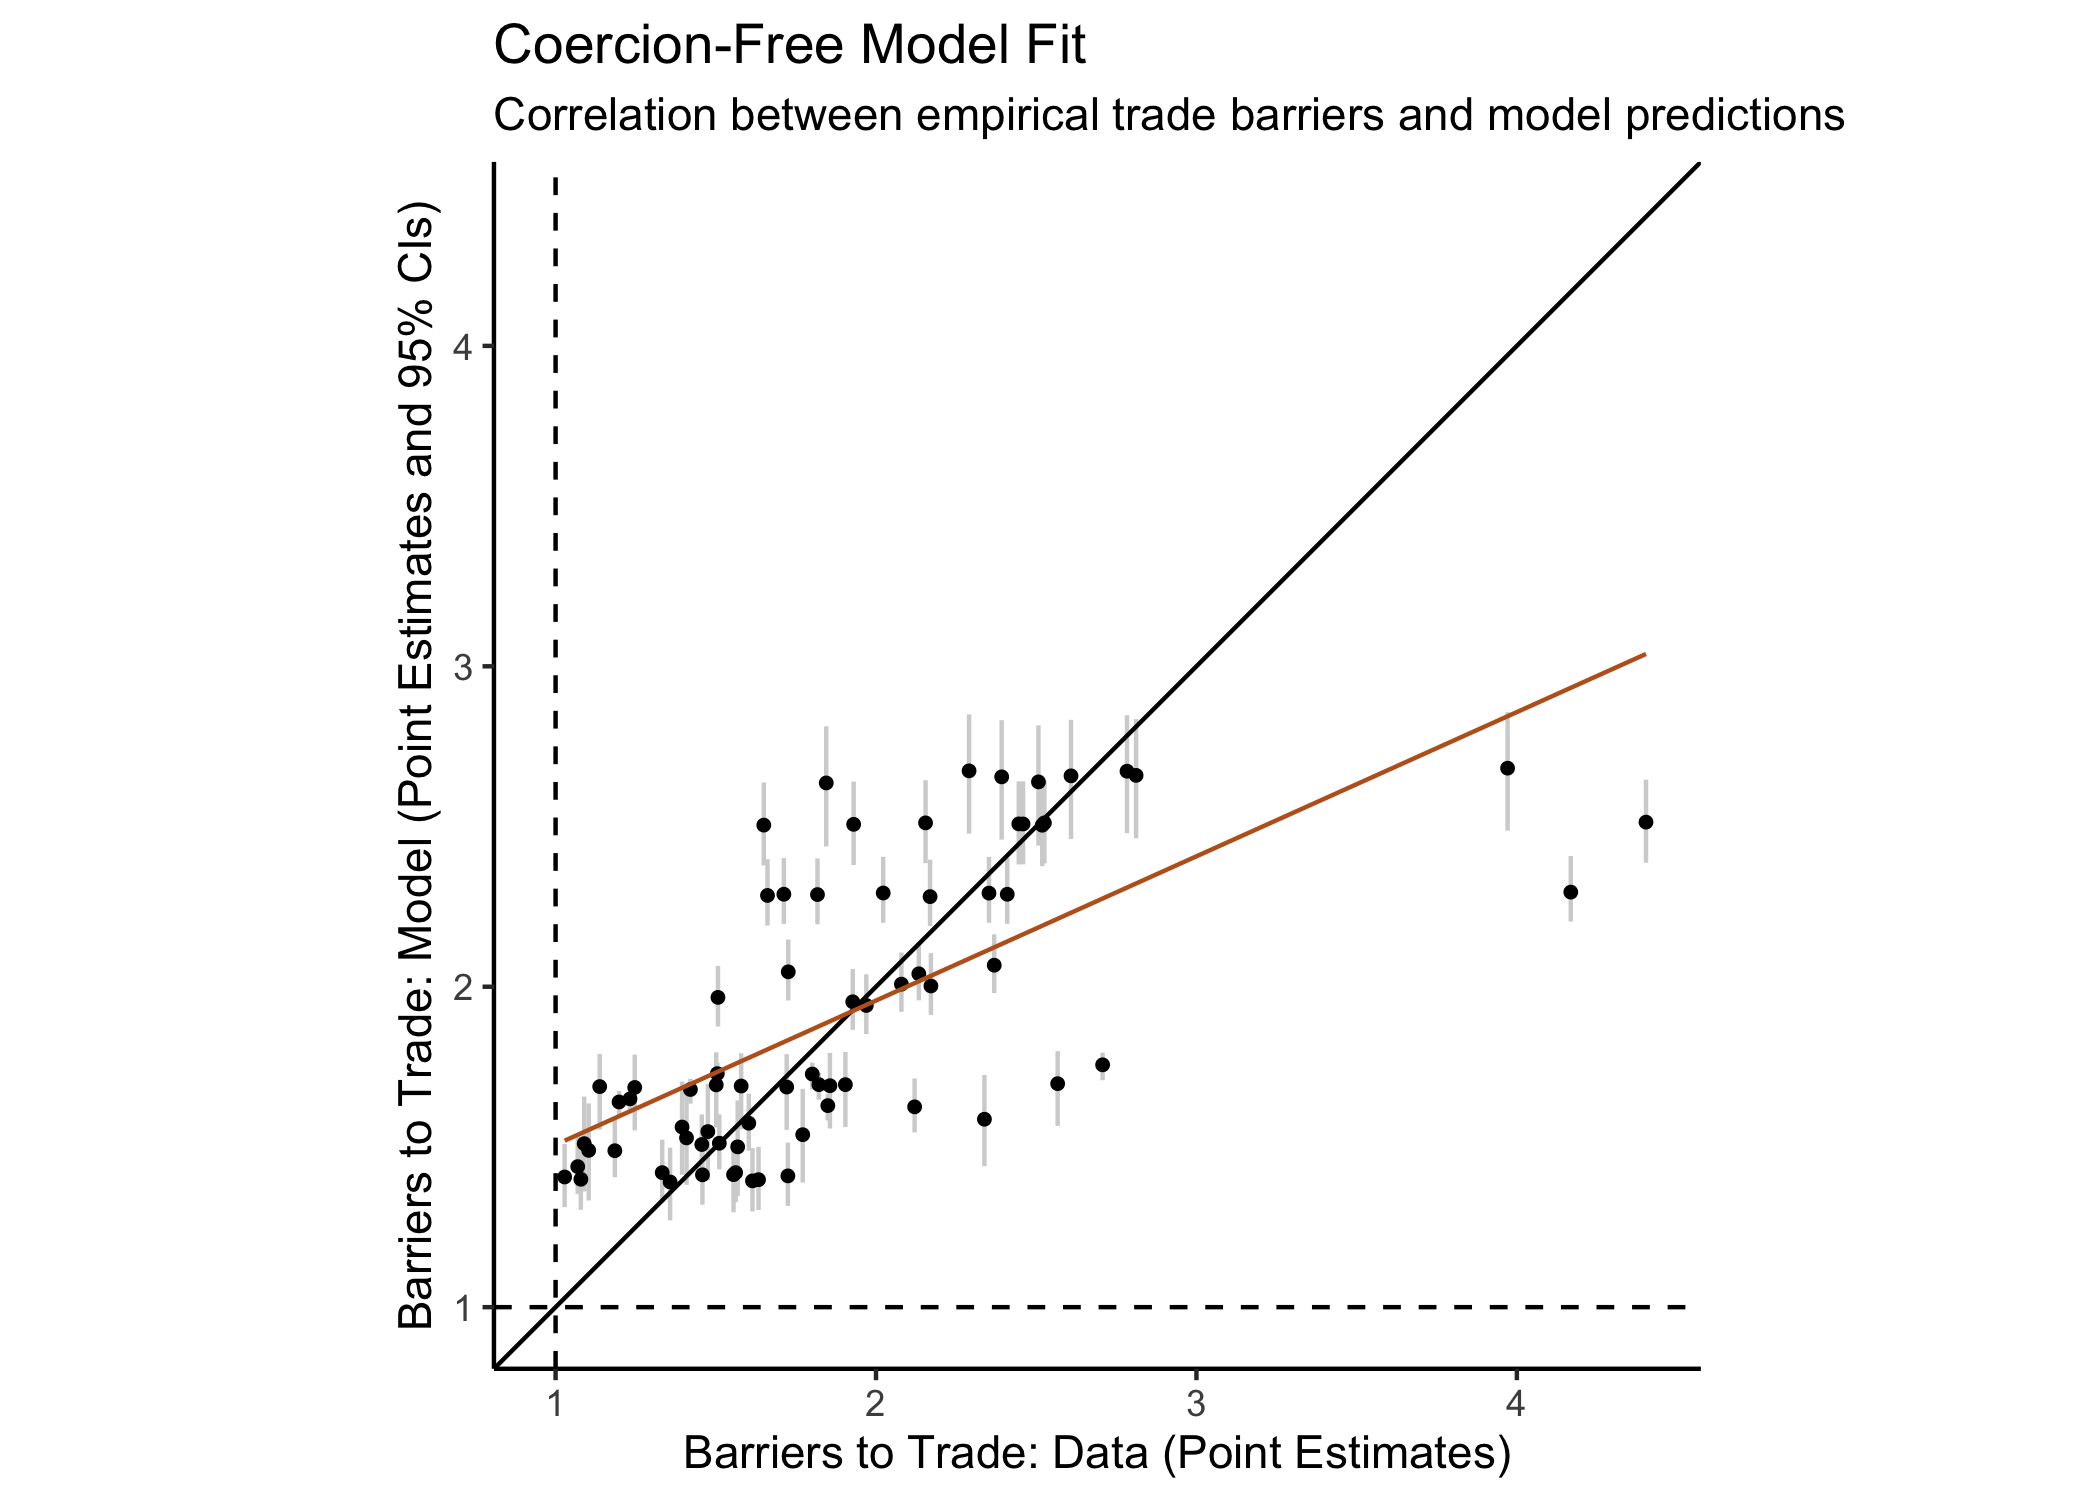 Coercion-Free Model Fit
Correlation between empirical trade barriers and model predictions
Barriers to Trade: Model (Point Estimates and 95% CIs)
4
3
2
1
1
2
3
4
Barriers to Trade: Data (Point Estimates)